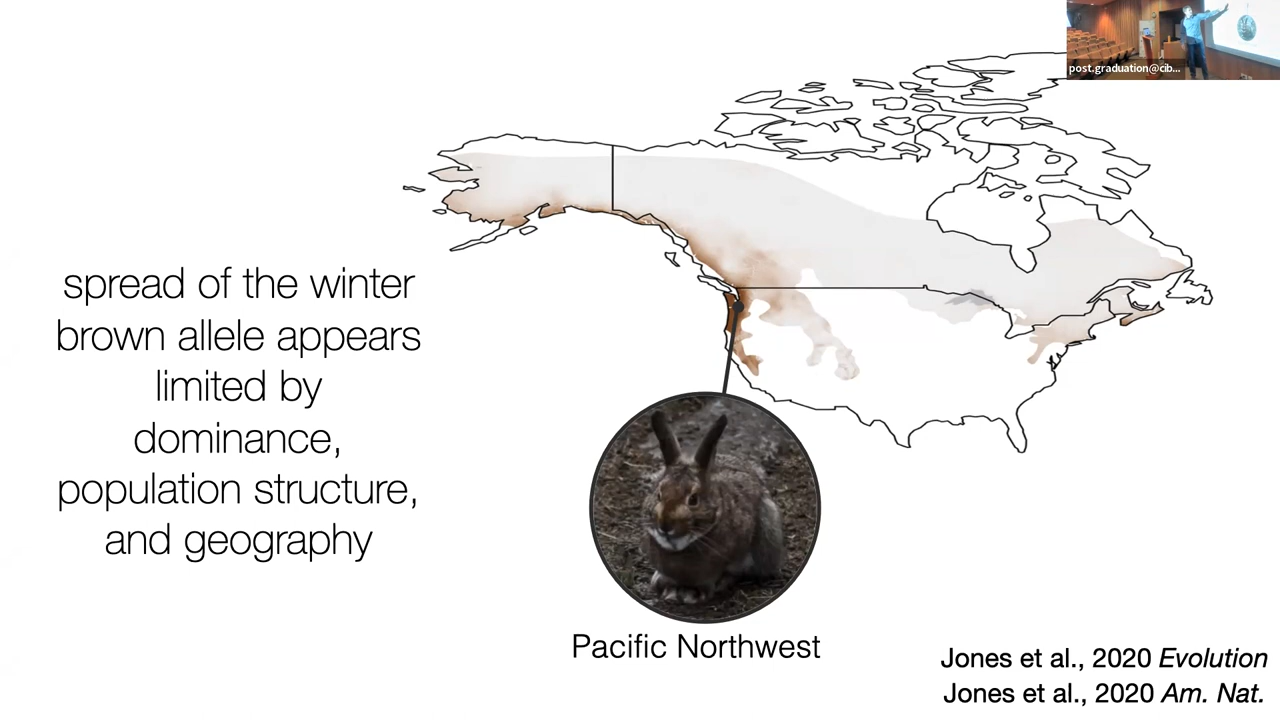 post.graduation@cib...
spread of the winter
brown allele appears
limited by
dominance,
population structure,
and geography
Pacific Northwest
Jones et al., 2020 Evolution
Jones et al., 2020 Am. Nat.